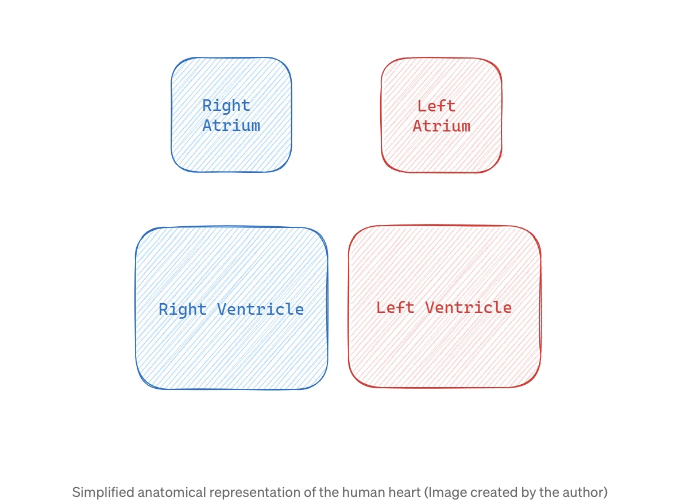 Right
Atrium
Left
Atrium
Right Ventricle
Left Ventricle
Simplified anatomical representation of the human heart (Image created by the author)